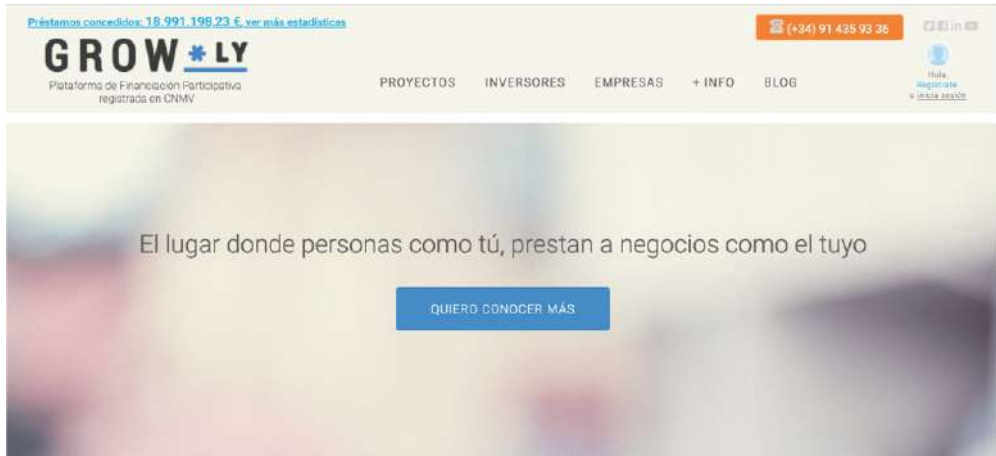 Préstamos concedidos: 18.991.198,23 €, ver más estadísticas
(+34) 91 435 93 36
GROW*LY
Plataforma de Financiación Participativa
registrada en CNMV
PROYECTOS INVERSORES EMPRESAS + INFO BLOG
Hola,
Regístrate
o inicia sesión
El lugar donde personas como tú, prestan a negocios como el tuyo
QUIERO CONOCER MÁS